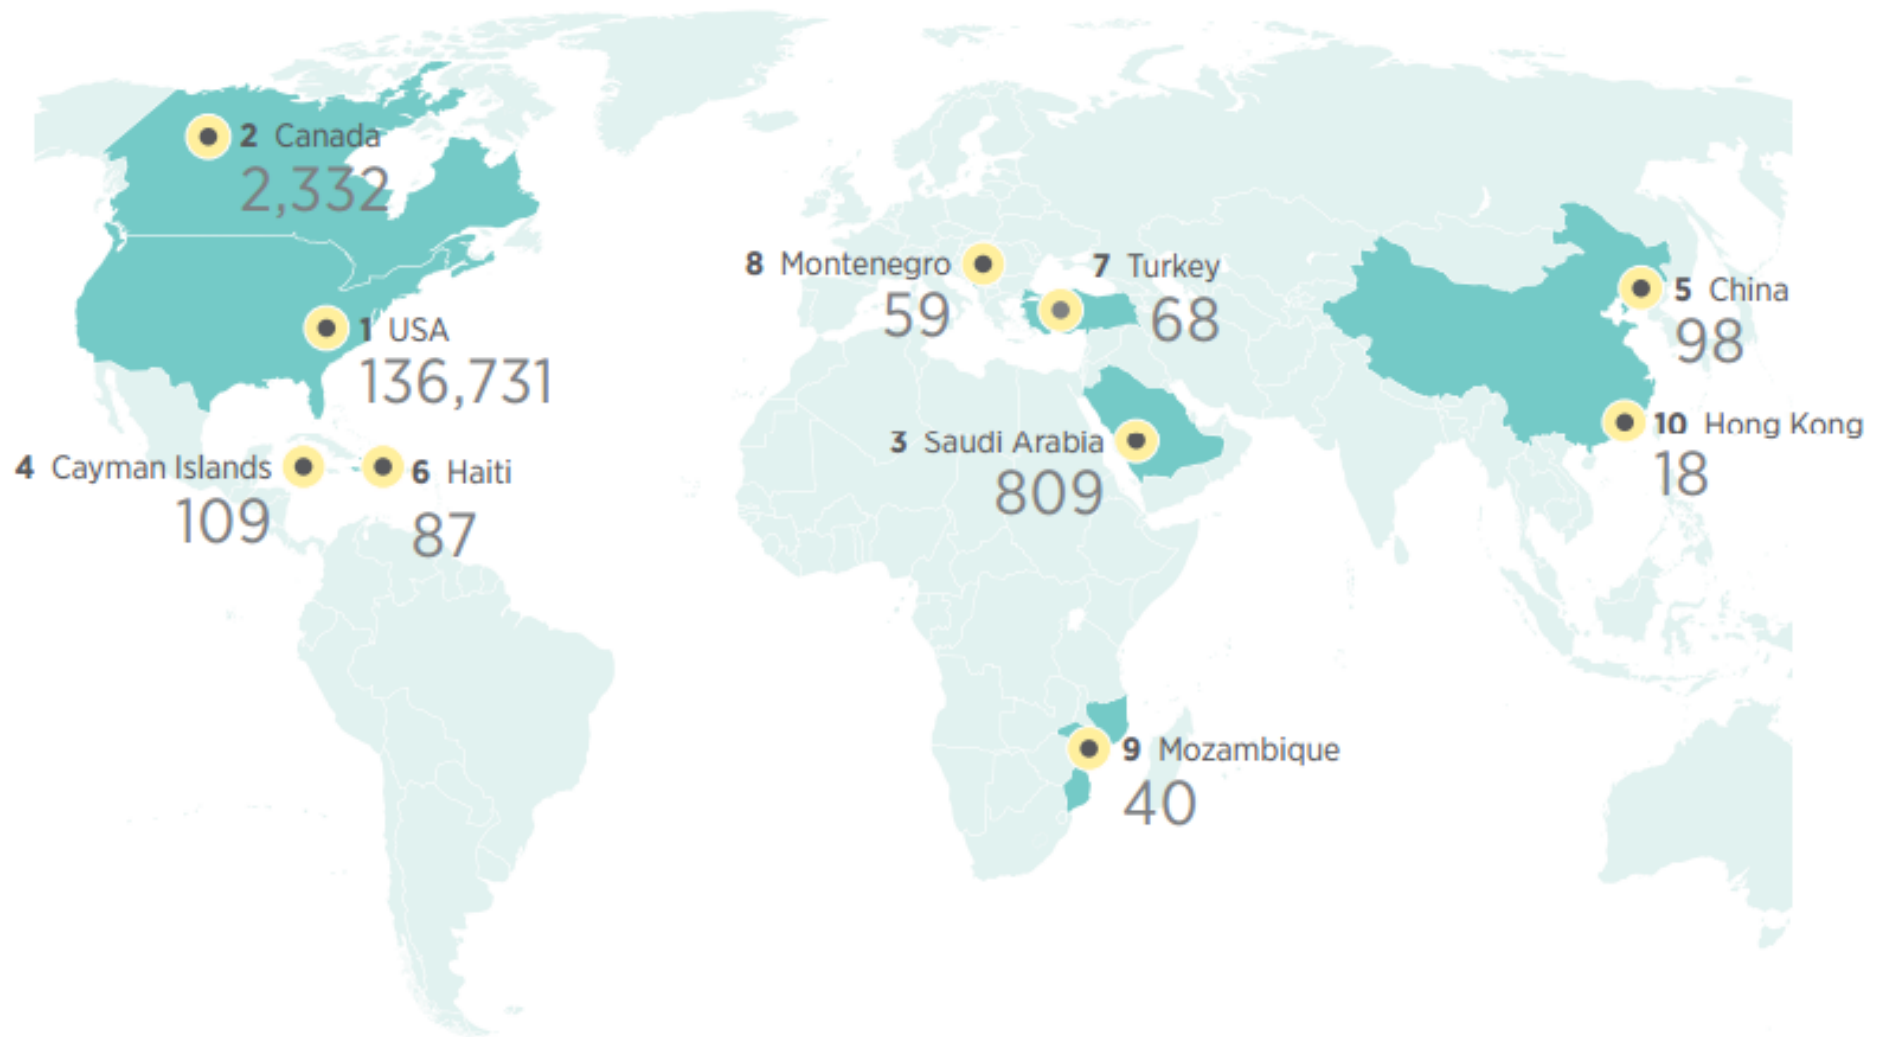 2 Canada
2,332
8 Montenegro
59
7 Turkey
68
5 China
98
1 USA
136,731
10 Hong Kong
18
3 Saudi Arabia
809
4 Cayman Islands
109
6 Haiti
87
9 Mozambique
40